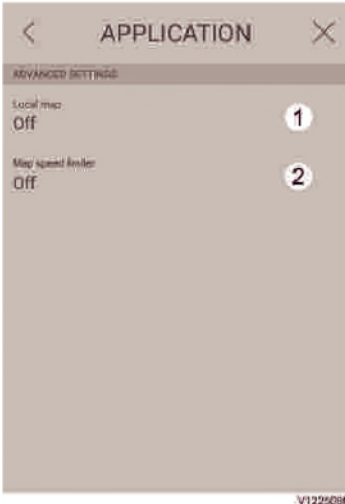 APPLICATION
ADVANCED SETTINGS
Local map
Off
1
Map speed limiter
Off
2